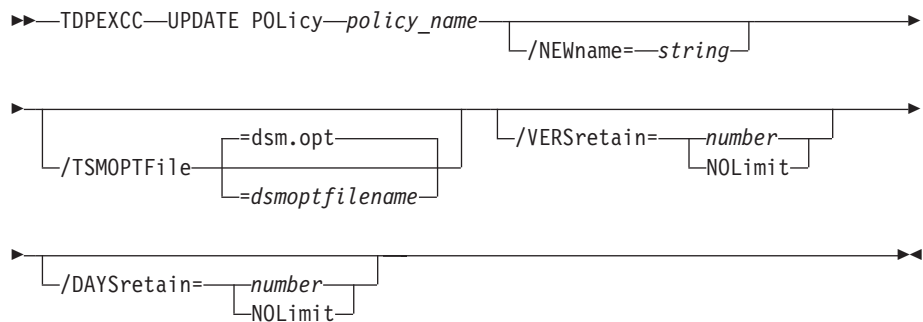 TDPEXCC UPDATE POLicy policy_name
/NEWname= string
=dsm.opt
/TSMOPTFile
=dsmoptfilename
/VERSretain= number
NOLimit
/DAYSretain= number
NOLimit